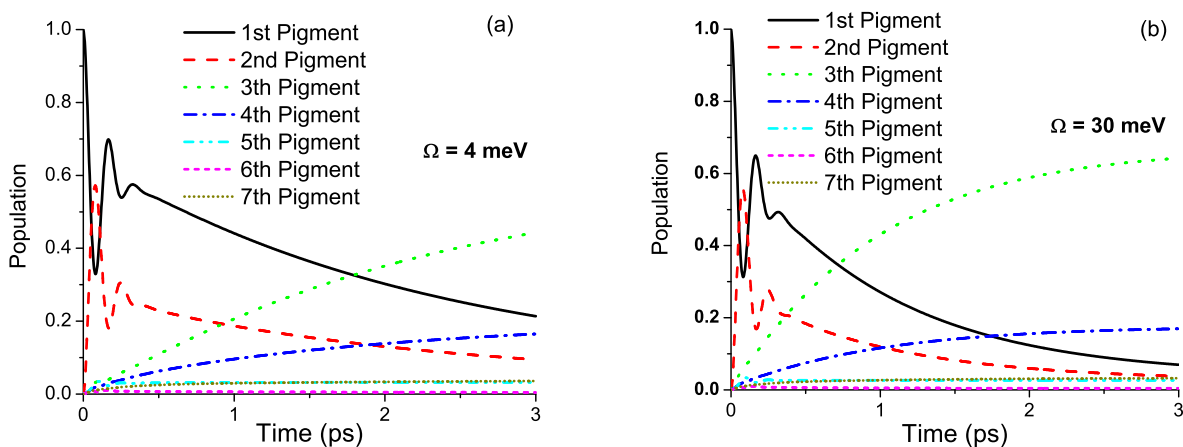 (a)
1st Pigment
2nd Pigment
3th Pigment
4th Pigment
5th Pigment
6th Pigment
7th Pigment
Ω = 4 meV
Population
1.0
0.8
0.6
0.4
0.2
0.0
0
1
2
3
Time (ps)
(b)
1st Pigment
2nd Pigment
3th Pigment
4th Pigment
5th Pigment
6th Pigment
7th Pigment
Ω = 30 meV
Population
1.0
0.8
0.6
0.4
0.2
0.0
0
1
2
3
Time (ps)